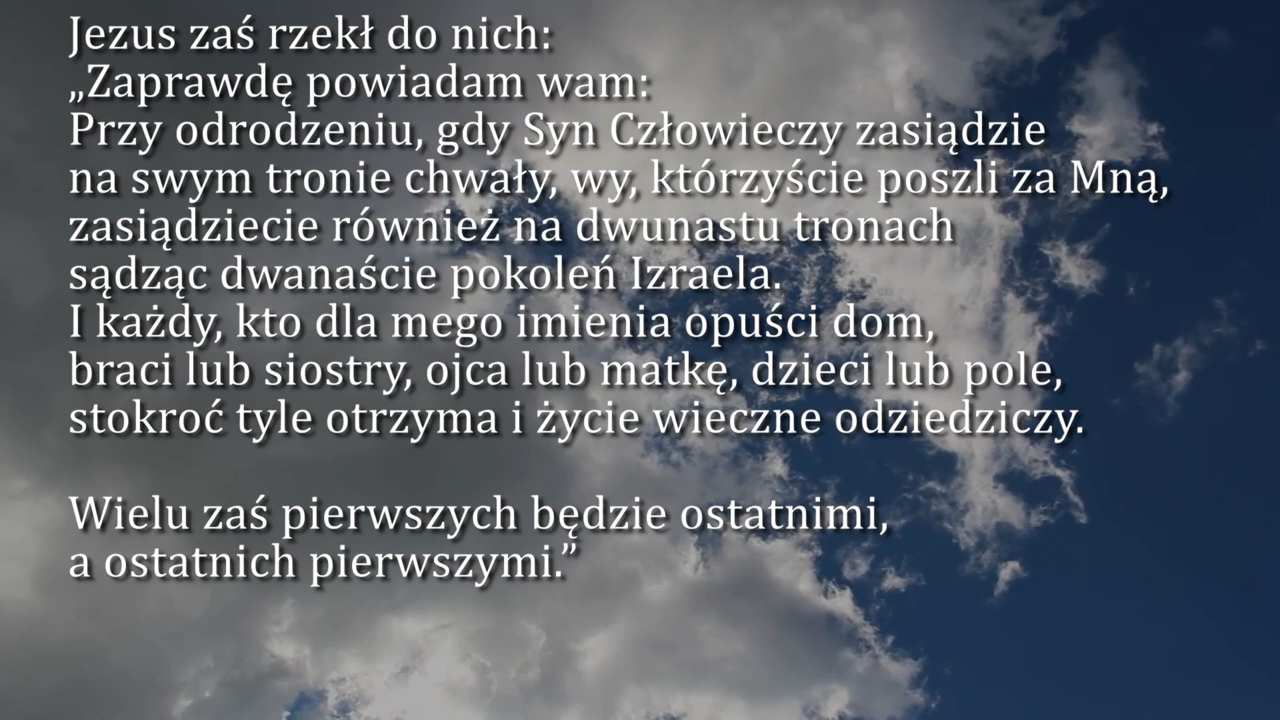 Jezus zaś rzekł do nich:
„Zaprawdę powiadam wam:
Przy odrodzeniu, gdy Syn Człowieczy zasiądzie
na swym tronie chwały, wy, którzyście poszli za Mną,
zasiądziecie również na dwunastu tronach
sądząc dwanaście pokoleń Izraela.
I każdy, kto dla mego imienia opuści dom,
braci lub siostry, ojca lub matkę, dzieci lub pole,
stokroć tyle otrzyma i życie wieczne odziedziczy.
Wielu zaś pierwszych będzie ostatnimi,
a ostatnich pierwszymi.”